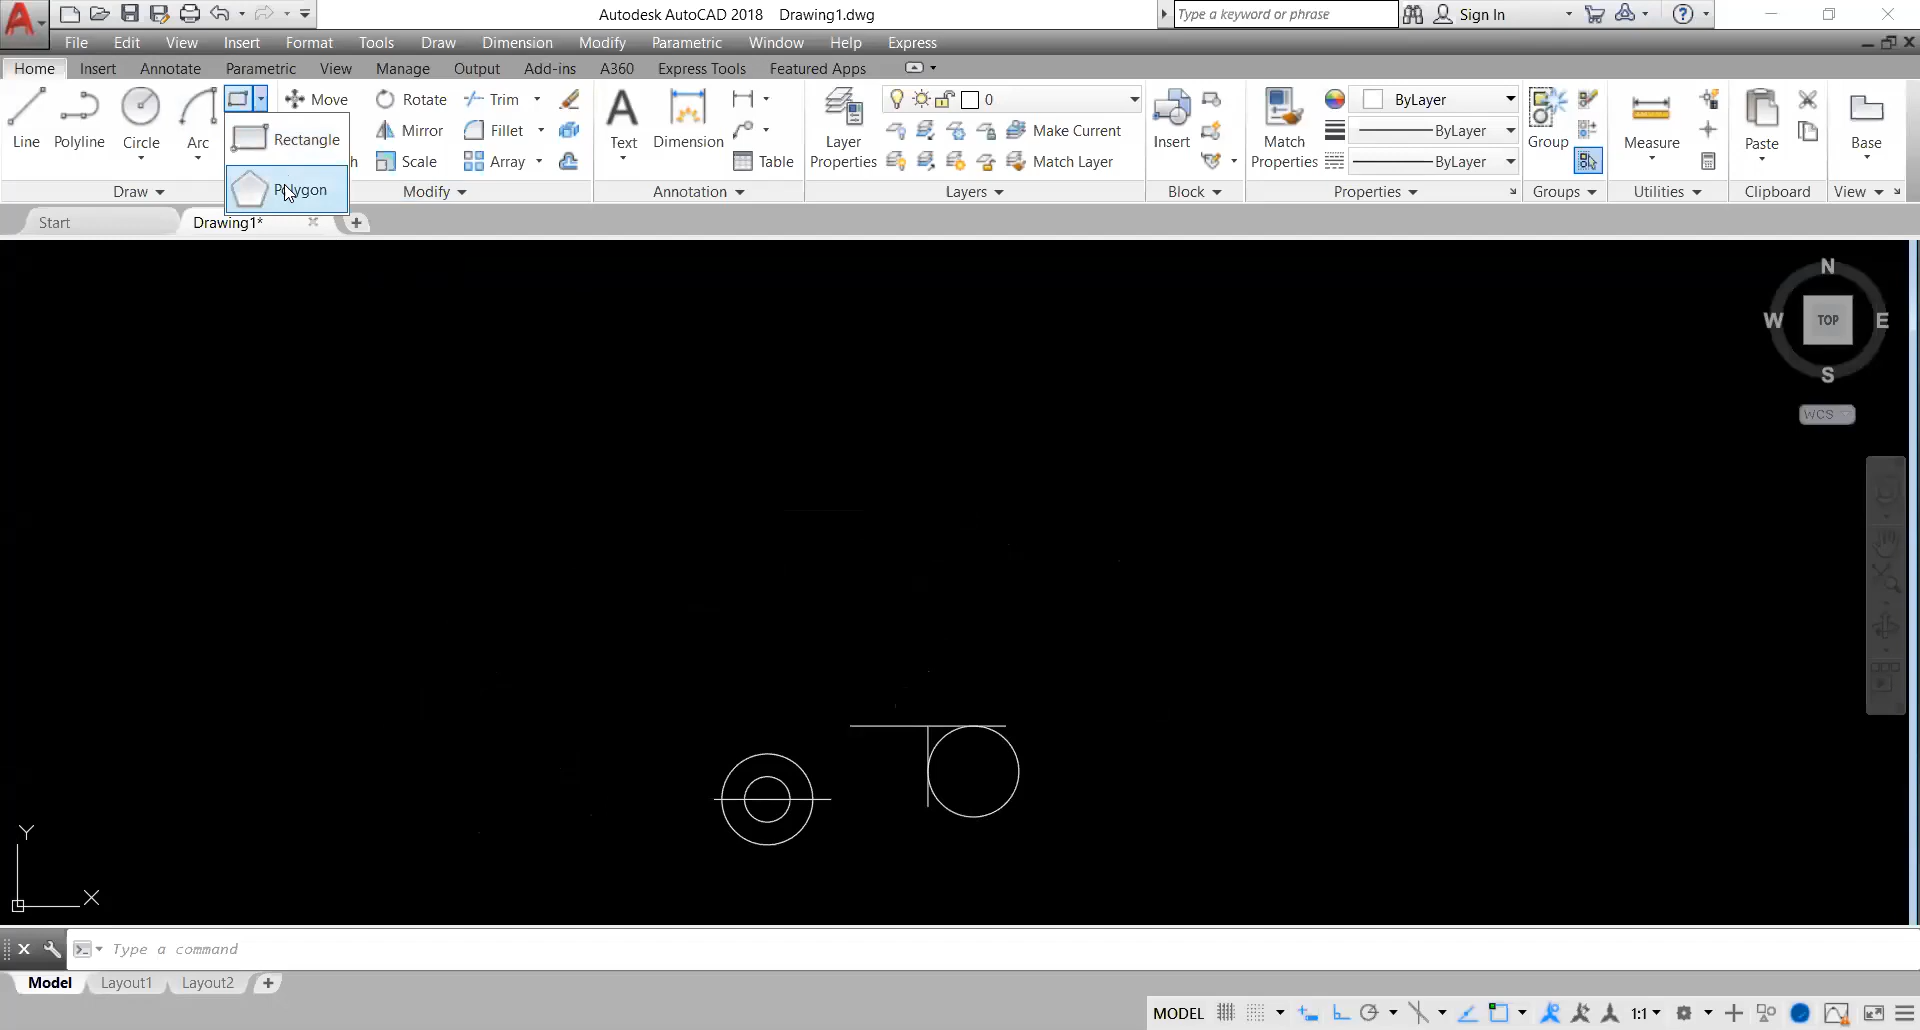 Autodesk AutoCAD 2018 Drawing1.dwg Type a keyword or phrase Sign In
File Edit View Insert Format Tools Draw Dimension Modify Parametric Window Help Express
Home Insert Annotate Parametric View Manage Output Add-ins A360 Express Tools Featured Apps
Move Rotate Trim 0 ByLayer
Line Polyline Circle Arc Rectangle Mirror Fillet Text Dimension Make Current Insert Match Properties ByLayer Group Measure Paste Base
Polygon h Scale Array Table Layer Properties Match Layer ByLayer
Draw Modify Annotation Layers Block Properties Groups Utilities Clipboard View
Start Drawing1*
N
W TOP E
S
WCS
Y
X
Type a command
Model Layout1 Layout2
MODEL 1:1